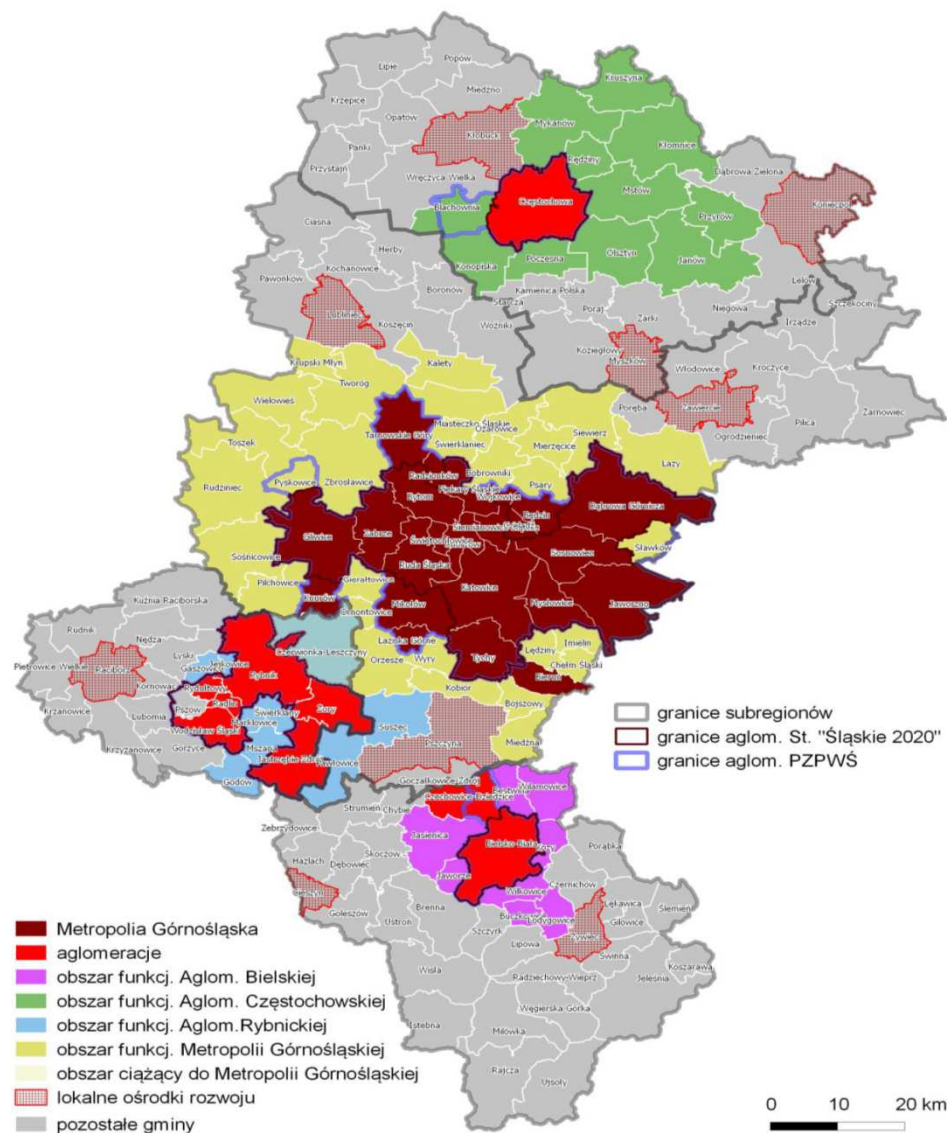 Popów
Lipie
Kruszyna
Miedźno
Krzepice
Opatów
Mykanów
Kłobuck
Kłomnice
Panki
Rędziny
Dąbrowa Zielona
Przystajń
Wręczyca Wielka
Mstów
Koniecpol
Częstochowa
Blachownia
Przyrów
Ciasna
Olsztyn
Janów
Herby
Konopiska
Poczesna
Lelów
Kochanowice
Pawonków
Kamienica Polska
Szczekociny
Boronów
Starcza
Poraj
Żarki
Niegowa
Irządze
Lubliniec
Koszęcin
Woźniki
Koziegłowy
Myszków
Włodowice
Kroczyce
Krupski Młyn
Kalety
Tworóg
Poręba
Zawiercie
Żarnowiec
Wielowieś
Miasteczko Śląskie
Ożarowice
Siewierz
Pilica
Ogrodzieniec
Tarnowskie Góry
Świerklaniec
Mierzęcice
Toszek
Łazy
Radzionków
Bobrowniki
Pyskowice
Zbrosławice
Psary
Rudziniec
Piekary Śląskie
Wojkowice
Bytom
Dąbrowa Górnicza
Będzin
Gliwice
Zabrze
Siemianowice Śląskie
Świętochłowice
Sosnowiec
Sławków
Sośnicowice
Ruda Śląska
Pilchowice
Gierałtowice
Katowice
Knurów
Mikołów
Mysłowice
Jaworzno
Kuźnia Raciborska
Ornontowice
Rudnik
Czerwionka-Leszczyny
Łaziska Górne
Imielin
Nędza
Lyski
Orzesze
Wyry
Tychy
Lędziny
Chełm Śląski
Pietrowice Wielkie
Racibórz
Gaszowice
Jejkowice
Rybnik
Bieruń
Kornowac
Rydułtowy
Kobiór
Bojszowy
Krzanowice
Pszów
Radlin
Świerklany
Żory
Lubomia
Marklowice
Suszec
Wodzisław Śląski
Pszczyna
Miedźna
Krzyżanowice
Gorzyce
Mszana
Jastrzębie Zdrój
Pawłowice
Godów
Goczałkowice-Zdrój
Bestwina
Wilamowice
Czechowice-Dziedzice
Strumień
Chybie
Zebrzydowice
Jasienica
Bielsko-Biała
Kozy
Porąbka
Hażlach
Dębowiec
Skoczów
Jaworze
Czernichów
Cieszyn
Wilkowice
Łękawica
Ślemień
Goleszów
Brenna
Buczkowice
Łodygowice
Gilowice
Ustroń
Szczyrk
Żywiec
Lipowa
Świnna
Koszarawa
Wisła
Radziechowy-Wieprz
Jeleśnia
Węgierska Górka
Istebna
Milówka
Rajcza
Ujsoły
granice subregionów
granice aglom. St. "Śląskie 2020"
granice aglom. PZPWŚ
Metropolia Górnośląska
aglomeracje
obszar funkcj. Aglom. Bielskiej
obszar funkcj. Aglom. Częstochowskiej
obszar funkcj. Aglom.Rybnickiej
obszar funkcj. Metropolii Górnośląskiej
obszar ciążący do Metropolii Górnośląskiej
lokalne ośrodki rozwoju
pozostałe gminy
0 10 20 km